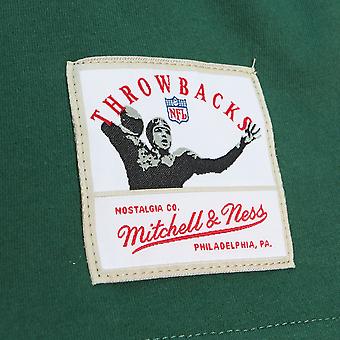 THROWBACKS
NFL
NOSTALGIA CO.
Mitchell & Ness
PHILADELPHIA, PA.